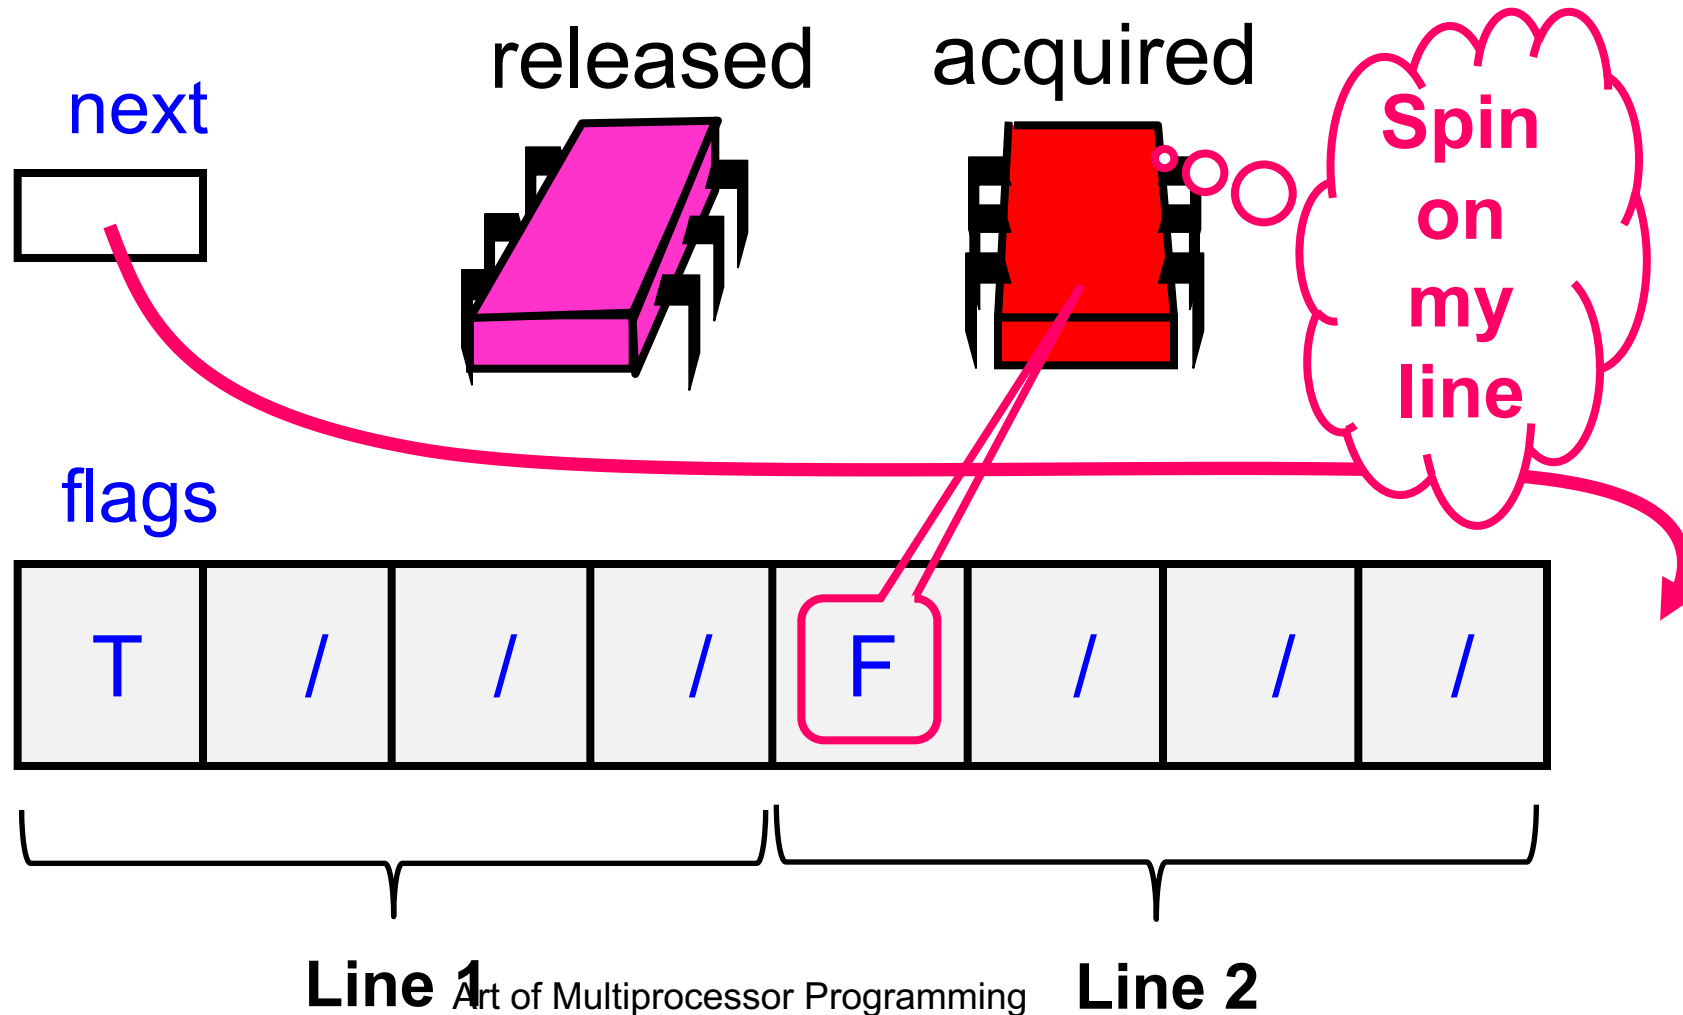 next
released
acquired
Spin
on
my
line
flags
T / / / F / / /
Line 1
Line 2
Art of Multiprocessor Programming